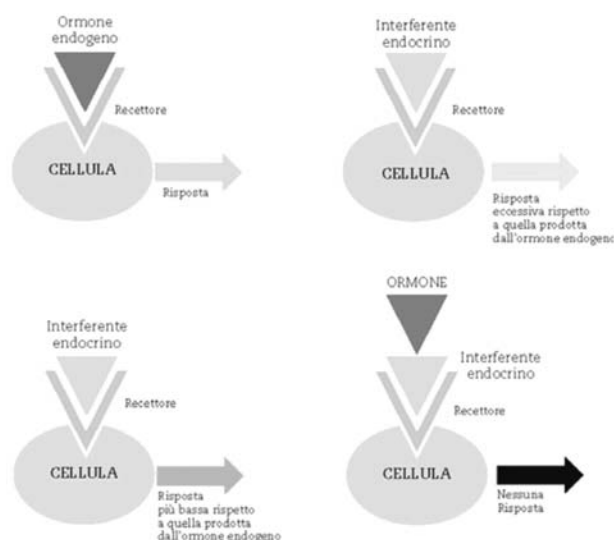 Ormone
endogeno
Recettore
CELLULA
Risposta
Interferente
endocrino
Recettore
CELLULA
Risposta
eccessiva rispetto
a quella prodotta
dall'ormone endogeno
Interferente
endocrino
Recettore
CELLULA
Risposta
più bassa rispetto
a quella prodotta
dall'ormone endogeno
ORMONE
Interferente
endocrino
Recettore
CELLULA
Nessuna
Risposta